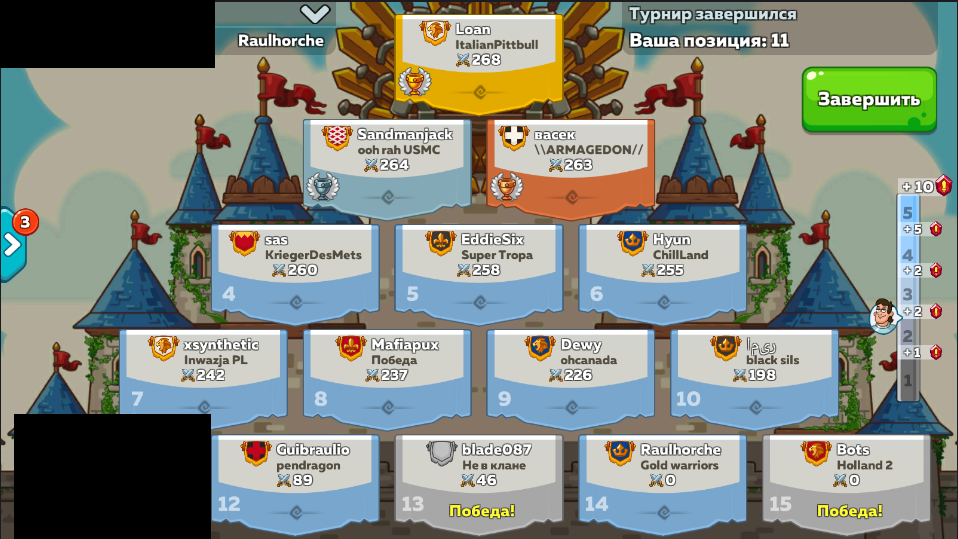 Raulhorche
Турнир завершился
Ваша позиция: 11
Завершить
Loan
ItalianPittbull
268
Sandmanjack
ooh rah USMC
264
васек
\\ARMAGEDON//
263
3
+10
5
+5
4
+2
3
+2
2
+1
1
sas
KriegerDesMets
260
4
EddieSix
Super Tropa
258
5
Hyun
ChillLand
255
6
xsynthetic
Inwazja PL
242
7
Mafiapux
Победа
237
8
Dewy
ohcanada
226
9
black sils
198
10
Guibraulio
pendragon
89
12
blade087
Не в клане
46
13
Победа!
Raulhorche
Gold warriors
0
14
Bots
Holland 2
0
15
Победа!